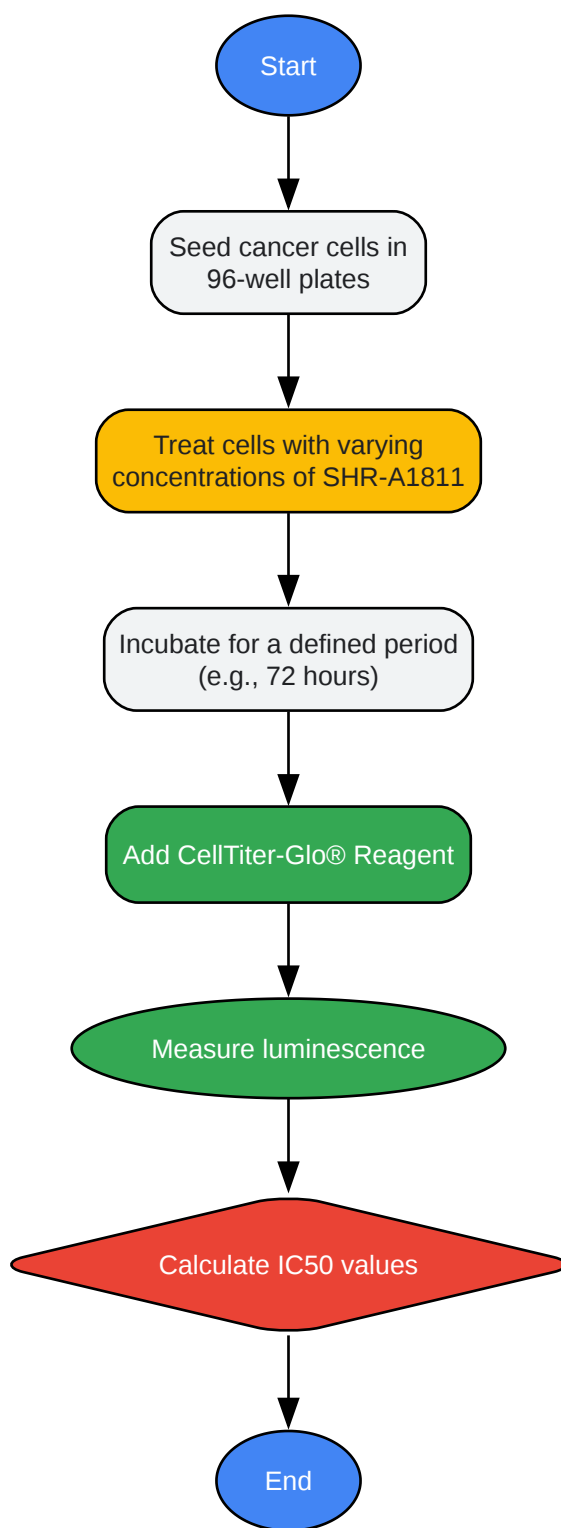 Start
Seed cancer cells in
96-well plates
Treat cells with varying
concentrations of SHR-A1811
Incubate for a defined period
(e.g., 72 hours)
Add CellTiter-Glo® Reagent
Measure luminescence
Calculate IC50 values
End